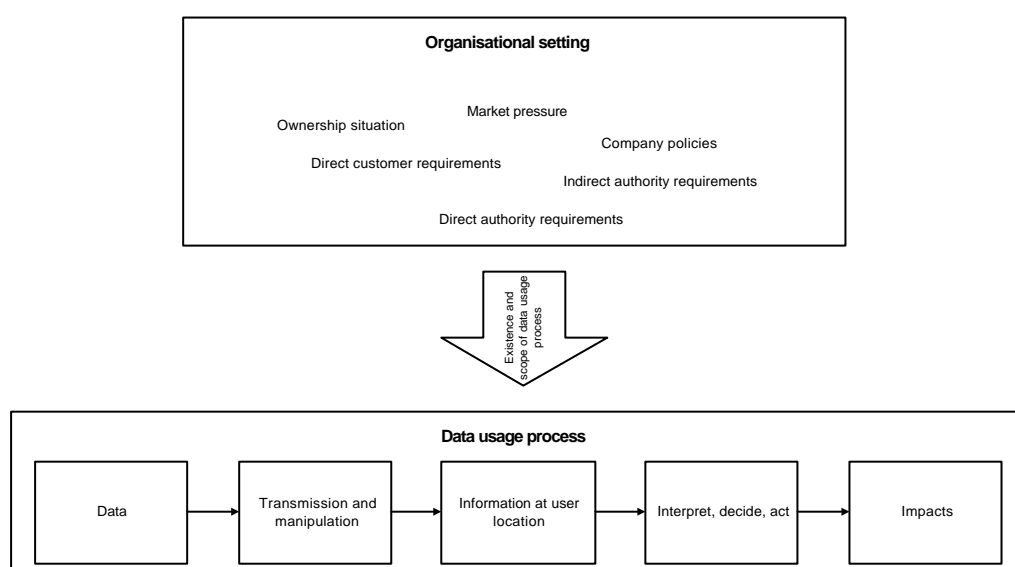 Organisational setting
Market pressure
Ownership situation
Company policies
Direct customer requirements
Indirect authority requirements
Direct authority requirements
Existence and
scope of data usage
process
Data usage process
Data
Transmission and
manipulation
Information at user
location
Interpret, decide, act
Impacts